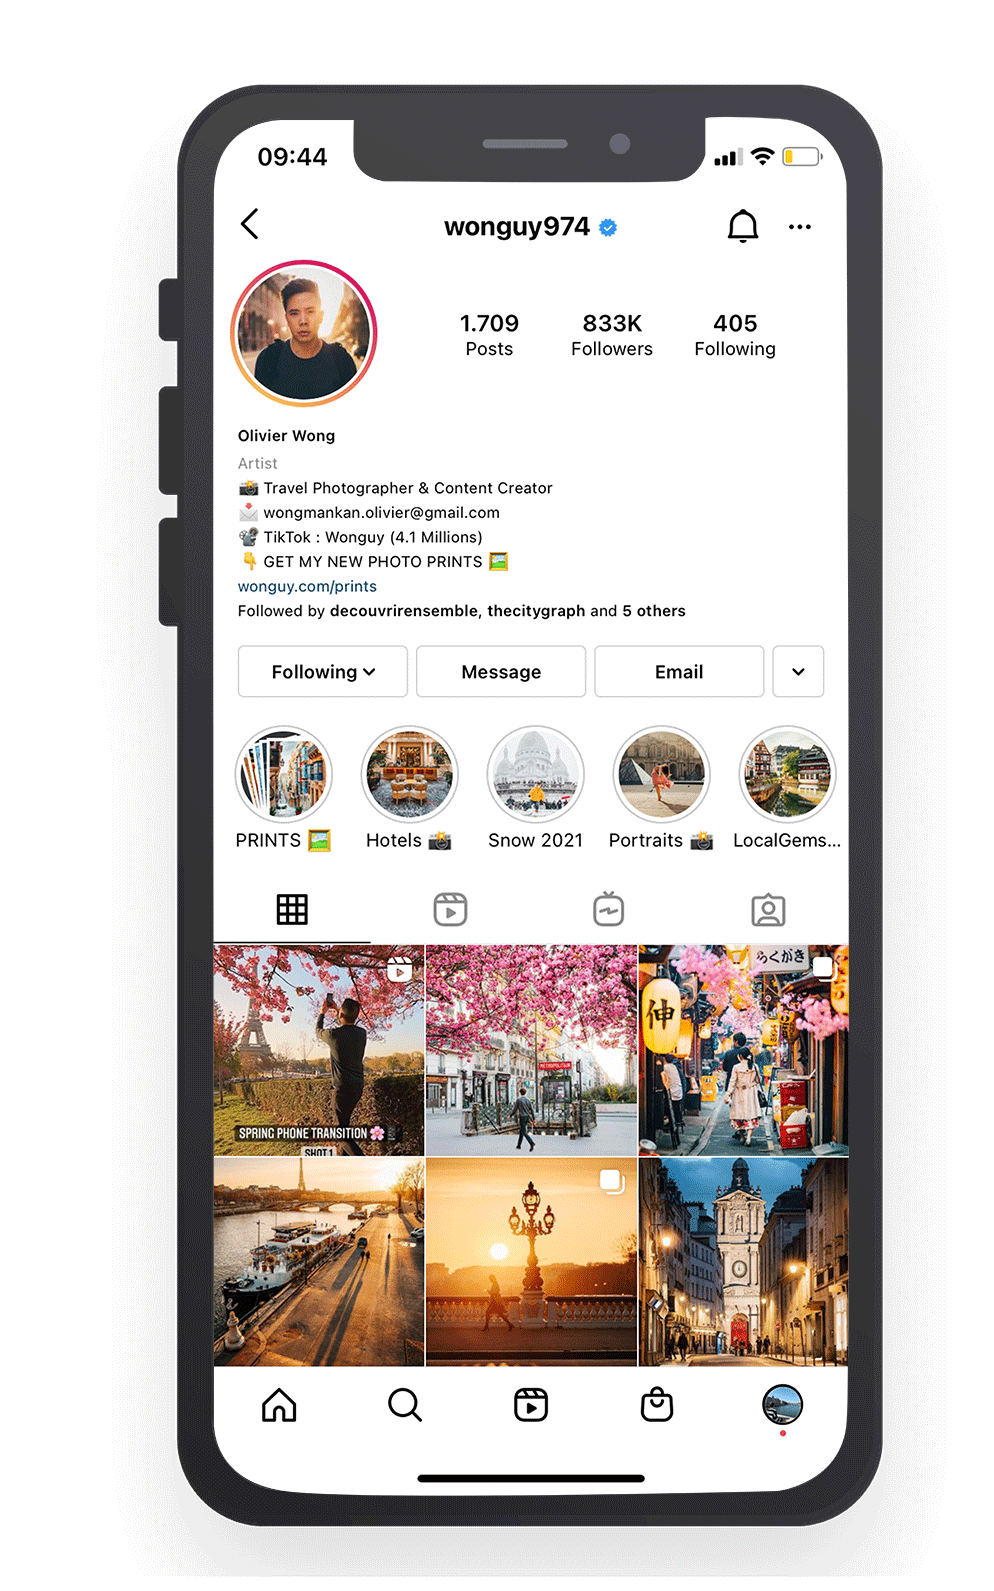 09:44
wonguy974
1.709 833K 405
Posts Followers Following
Olivier Wong
Artist
📸 Travel Photographer & Content Creator
📩 wongmankan.olivier@gmail.com
📽 TikTok : Wonguy (4.1 Millions)
👇 GET MY NEW PHOTO PRINTS 🖼
wonguy.com/prints
Followed by decouvrirensemble, thecitygraph and 5 others
Following Message Email
PRINTS 🖼 Hotels 📸 Snow 2021 Portraits 📸 LocalGems...
らくがき
伸
METROPOLITAIN
SPRING PHONE TRANSITION 🌸
SHOT 1